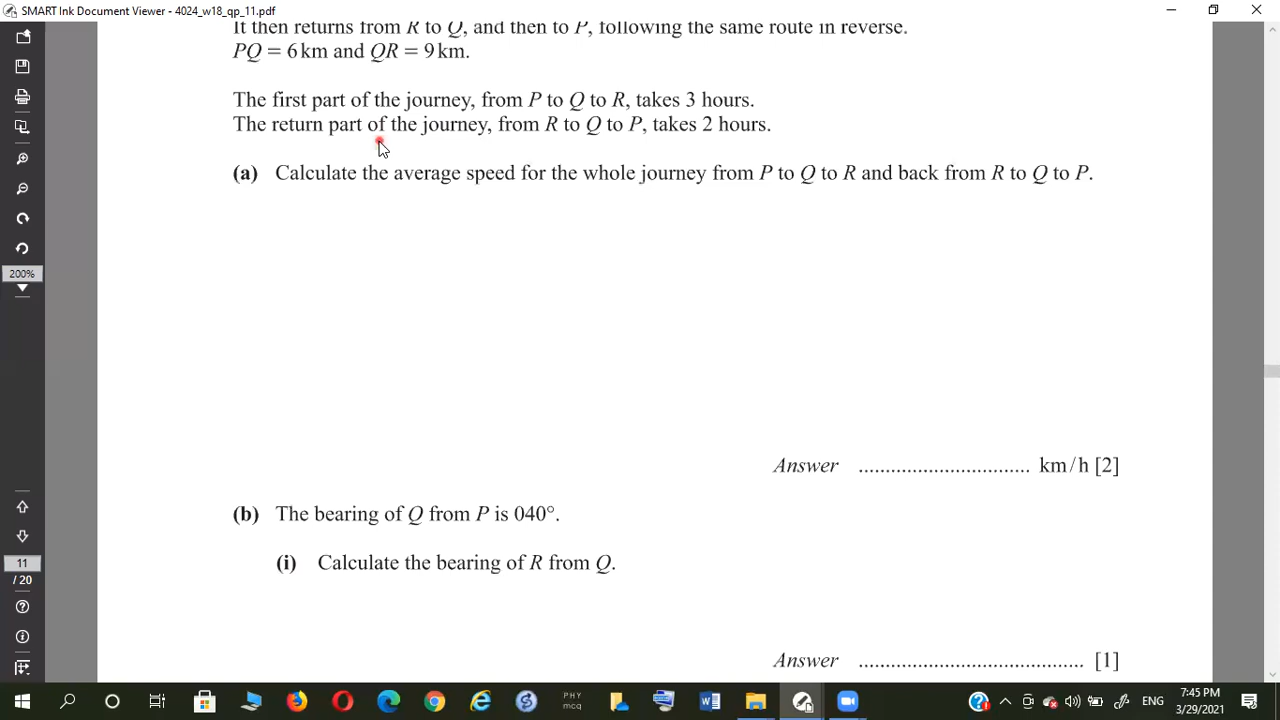 SMART Ink Document Viewer - 4024_w18_qp_11.pdf
It then returns from R to Q, and then to P, following the same route in reverse.
PQ = 6 km and QR = 9 km.
The first part of the journey, from P to Q to R, takes 3 hours.
The return part of the journey, from R to Q to P, takes 2 hours.
(a) Calculate the average speed for the whole journey from P to Q to R and back from R to Q to P.
200%
Answer ................................ km / h [2]
(b) The bearing of Q from P is 040°.
(i) Calculate the bearing of R from Q.
11
/ 20
Answer .......................................... [1]
PHY
mcq
ENG
7:45 PM
3/29/2021